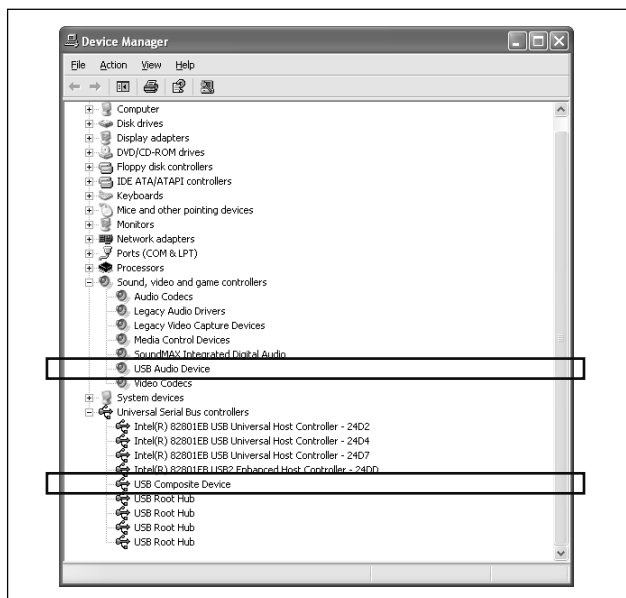 Device Manager
File Action View Help
Computer
Disk drives
Display adapters
DVD/CD-ROM drives
Floppy disk controllers
IDE ATA/ATAPI controllers
Keyboards
Mice and other pointing devices
Monitors
Network adapters
Ports (COM & LPT)
Processors
Sound, video and game controllers
Audio Codecs
Legacy Audio Drivers
Legacy Video Capture Devices
Media Control Devices
SoundMAX Integrated Digital Audio
USB Audio Device
Video Codecs
System devices
Universal Serial Bus controllers
Intel(R) 82801EB USB Universal Host Controller - 24D2
Intel(R) 82801EB USB Universal Host Controller - 24D4
Intel(R) 82801EB USB Universal Host Controller - 24D7
Intel(R) 82801EB USB2 Enhanced Host Controller - 24DD
USB Composite Device
USB Root Hub
USB Root Hub
USB Root Hub
USB Root Hub